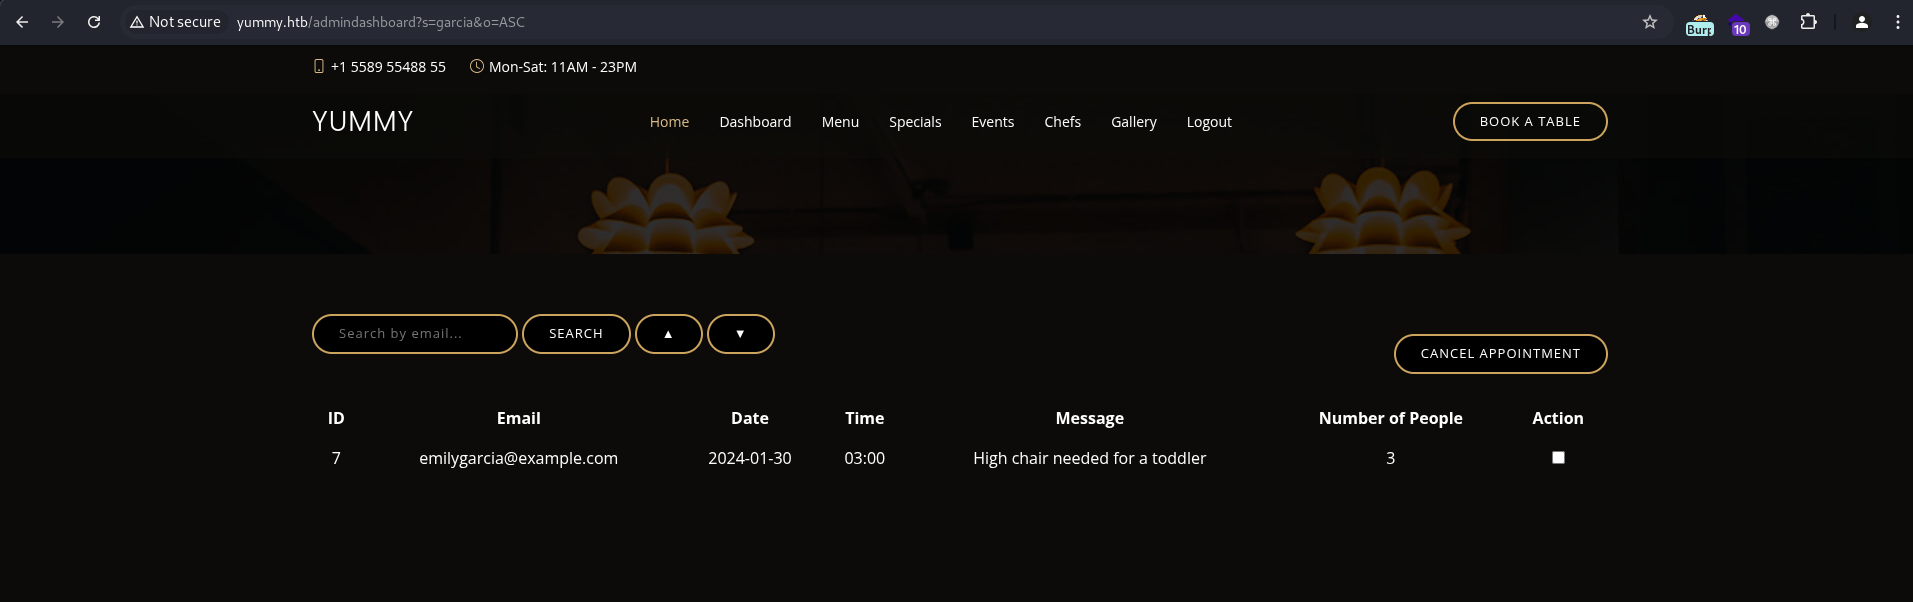 Not secure yummy.htb/admindashboard?s=garcia&o=ASC
Burp 10
+1 5589 55488 55 Mon-Sat: 11AM - 23PM
YUMMY Home Dashboard Menu Specials Events Chefs Gallery Logout BOOK A TABLE
Search by email... SEARCH ▲ ▼
CANCEL APPOINTMENT
ID Email Date Time Message Number of People Action
7 emilygarcia@example.com 2024-01-30 03:00 High chair needed for a toddler 3